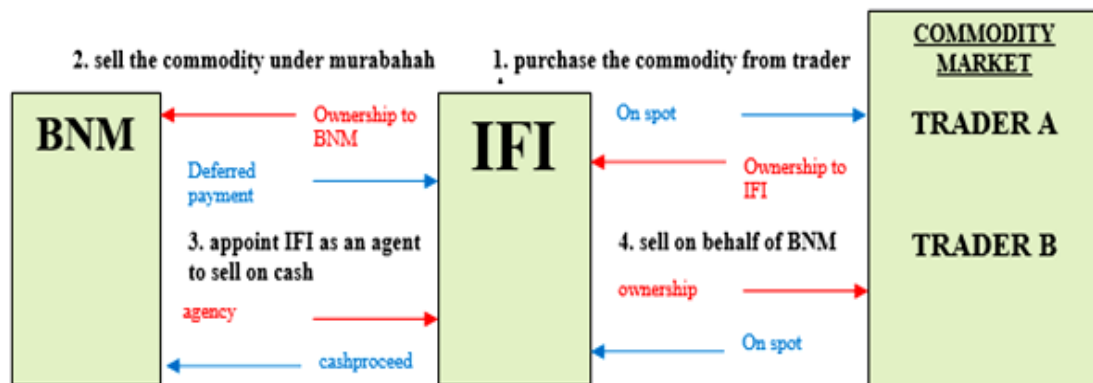 2. sell the commodity under murabahah
1. purchase the commodity from trader
COMMODITY
MARKET
BNM
Ownership to
BNM
IFI
On spot
TRADER A
Deferred
payment
Ownership to
IFI
3. appoint IFI as an agent
to sell on cash
4. sell on behalf of BNM
TRADER B
agency
ownership
cashproceed
On spot